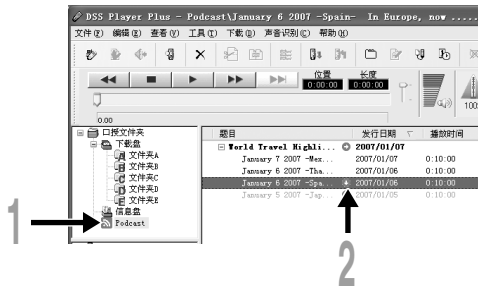 DSS Player Plus - Podcast\January 6 2007 -Spain- In Europe, now .....
文件(F) 编辑(E) 查看(V) 工具(T) 下载(D) 声音识别(C) 帮助(H)
位置 长度
0:00:00 0:00:00
100%
0.00
口授文件夹
下载盘
文件夹A
文件夹B
文件夹C
文件夹D
文件夹E
信息盘
Podcast
题目 发行日期 播放时间
World Travel Highli... 2007/01/07
January 7 2007 -Mex... 2007/01/07 0:10:00
January 6 2007 -Tha... 2007/01/06 0:10:00
January 6 2007 -Spa... 2007/01/06 0:10:00
January 5 2007 -Jap... 2007/01/05 0:10:00
1
2